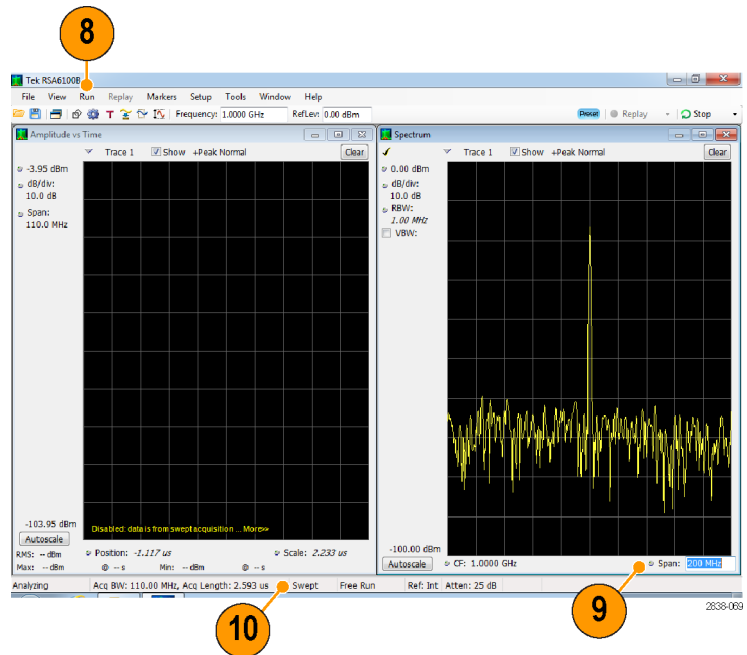 8
Tek RSA6100B
File View Run Replay Markers Setup Tools Window Help
T Frequency: 1.0000 GHz RefLev: 0.00 dBm Preset Replay Stop
Amplitude vs Time
Trace 1 Show +Peak Normal Clear
-3.95 dBm
dB/div:
10.0 dB
Span:
110.0 MHz
-103.95 dBm
Disabled: data is from swept acquisition ... More>>
Autoscale
Position: -1.117 us Scale: 2.233 us
RMS: -- dBm
Max: -- dBm @ -- s Min: -- dBm @ -- s
Spectrum
Trace 1 Show +Peak Normal Clear
0.00 dBm
dB/div:
10.0 dB
RBW:
1.00 MHz
VBW:
-100.00 dBm
Autoscale CF: 1.0000 GHz Span: 200 MHz
Analyzing Acq BW: 110.00 MHz, Acq Length: 2.593 us Swept Free Run Ref: Int Atten: 25 dB
9
10
2838-069